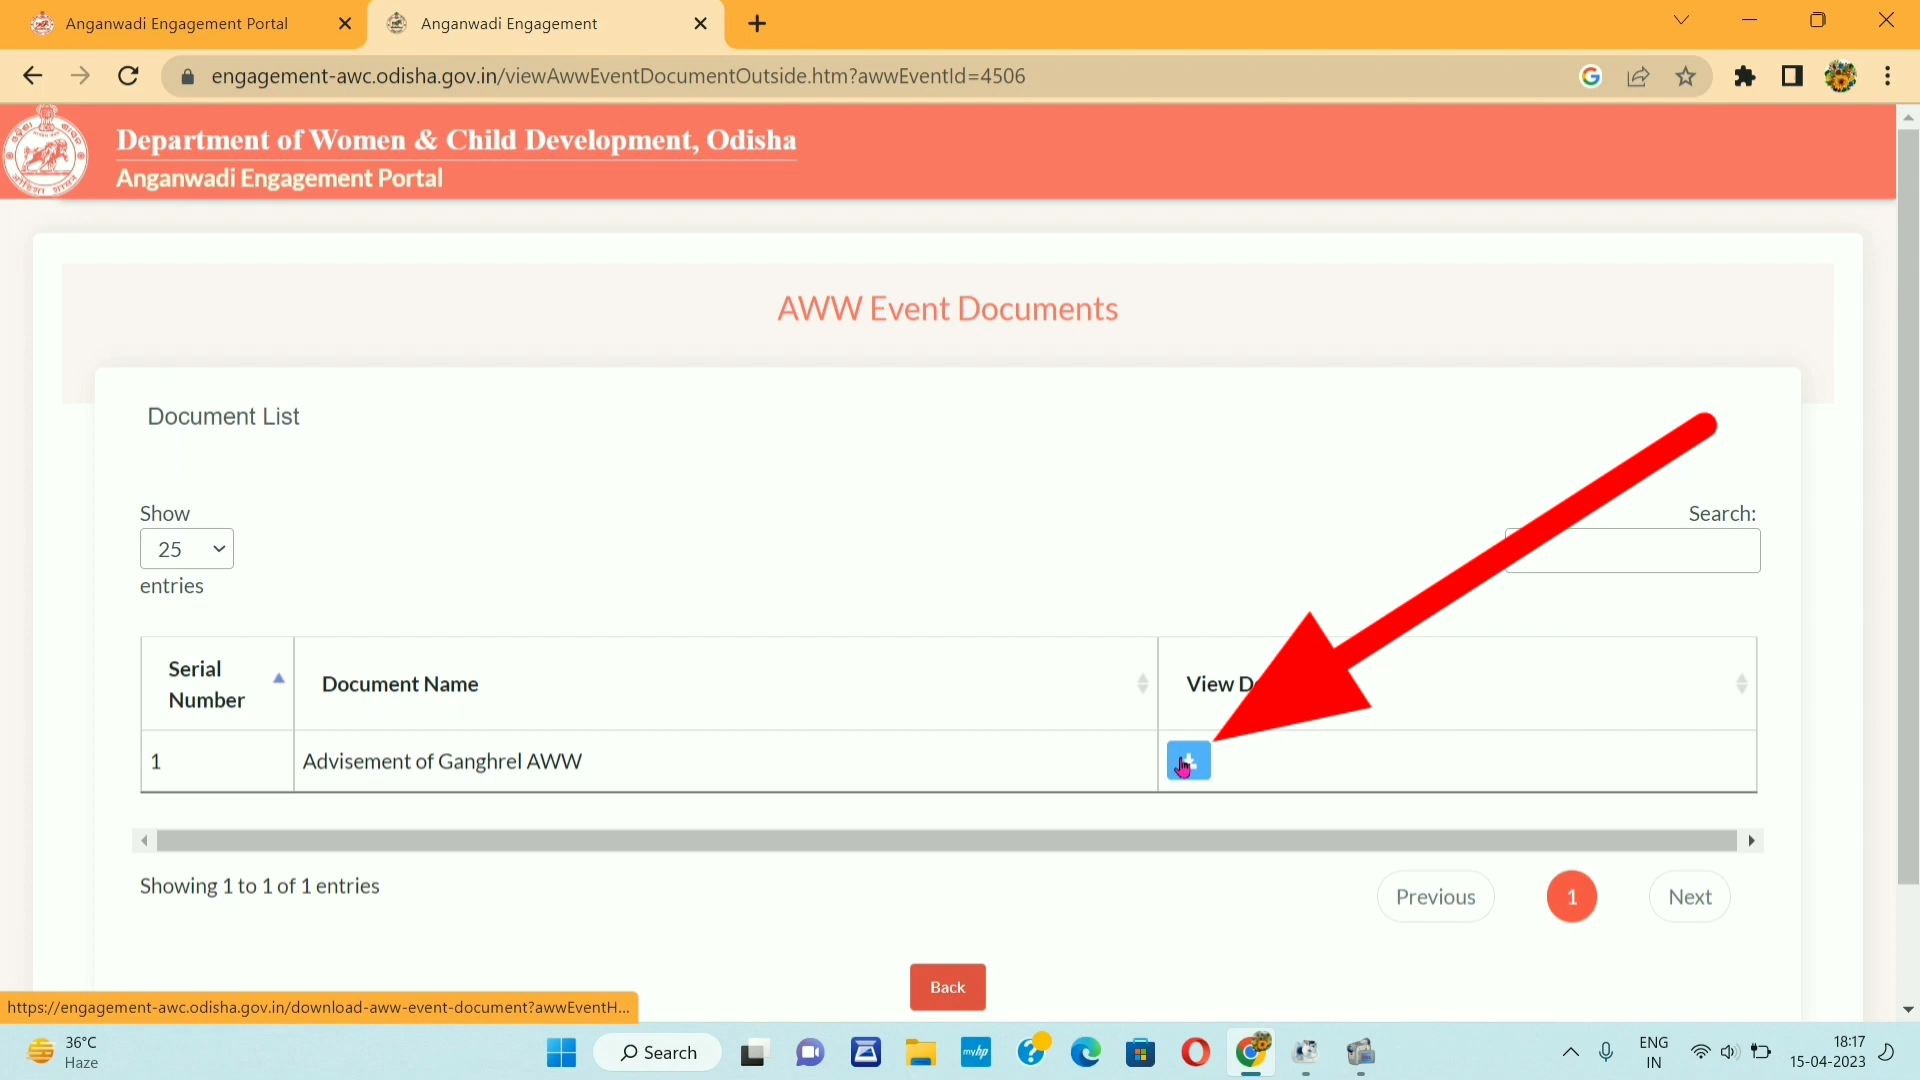 Anganwadi Engagement Portal
Anganwadi Engagement
engagement-awc.odisha.gov.in/viewAwwEventDocumentOutside.htm?awwEventId=4506
Department of Women & Child Development, Odisha
Anganwadi Engagement Portal
AWW Event Documents
Document List
Show
Search:
25
entries
Serial Number
Document Name
View
1
Advisement of Ganghrel AWW
Showing 1 to 1 of 1 entries
Previous
1
Next
Back
https://engagement-awc.odisha.gov.in/download-aww-event-document?awwEventH...
36°C
Haze
Search
myhp
ENG
IN
18:17
15-04-2023